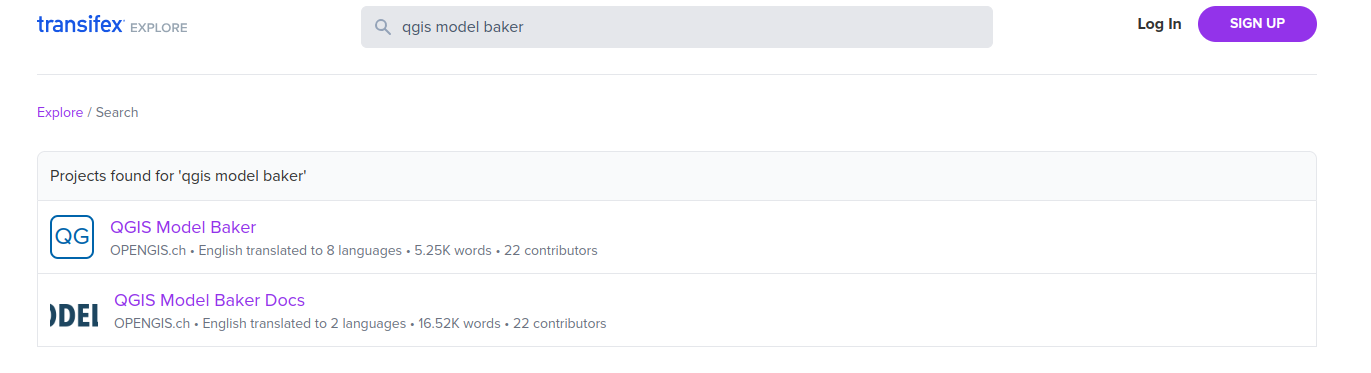 transifex EXPLORE
qgis model baker
Log In
SIGN UP
Explore / Search
Projects found for 'qgis model baker'
QG
QGIS Model Baker
OPENGIS.ch • English translated to 8 languages • 5.25K words • 22 contributors
QGIS Model Baker Docs
OPENGIS.ch • English translated to 2 languages • 16.52K words • 22 contributors